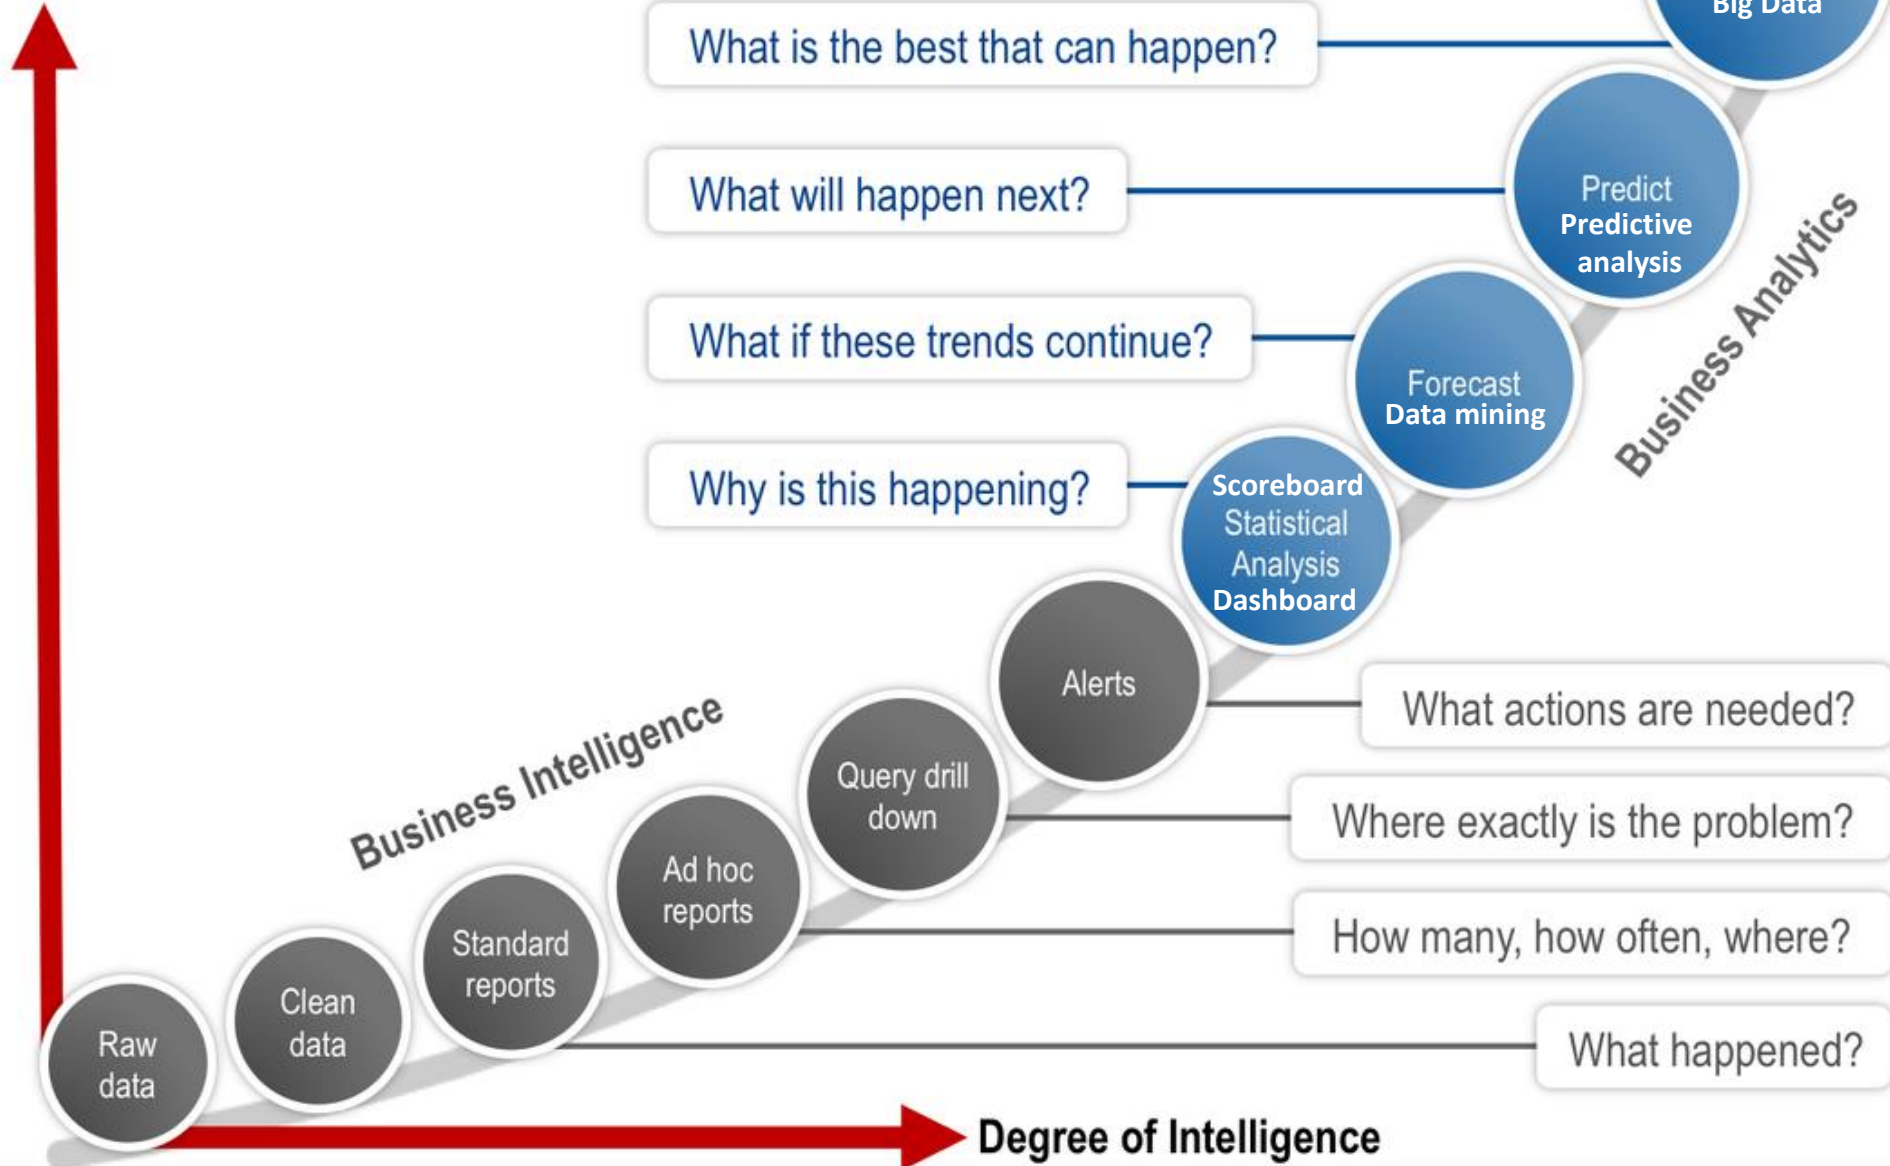 Big Data
What is the best that can happen?
What will happen next?
Predict
Predictive
analysis
What if these trends continue?
Forecast
Data mining
Business Analytics
Why is this happening?
Scoreboard
Statistical
Analysis
Dashboard
Alerts
What actions are needed?
Business Intelligence
Query drill
down
Where exactly is the problem?
Ad hoc
reports
How many, how often, where?
Standard
reports
What happened?
Clean
data
Raw
data
Degree of Intelligence